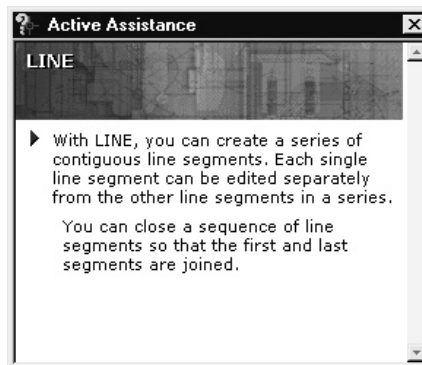 Active Assistance
LINE
With LINE, you can create a series of
contiguous line segments. Each single
line segment can be edited separately
from the other line segments in a series.
You can close a sequence of line
segments so that the first and last
segments are joined.